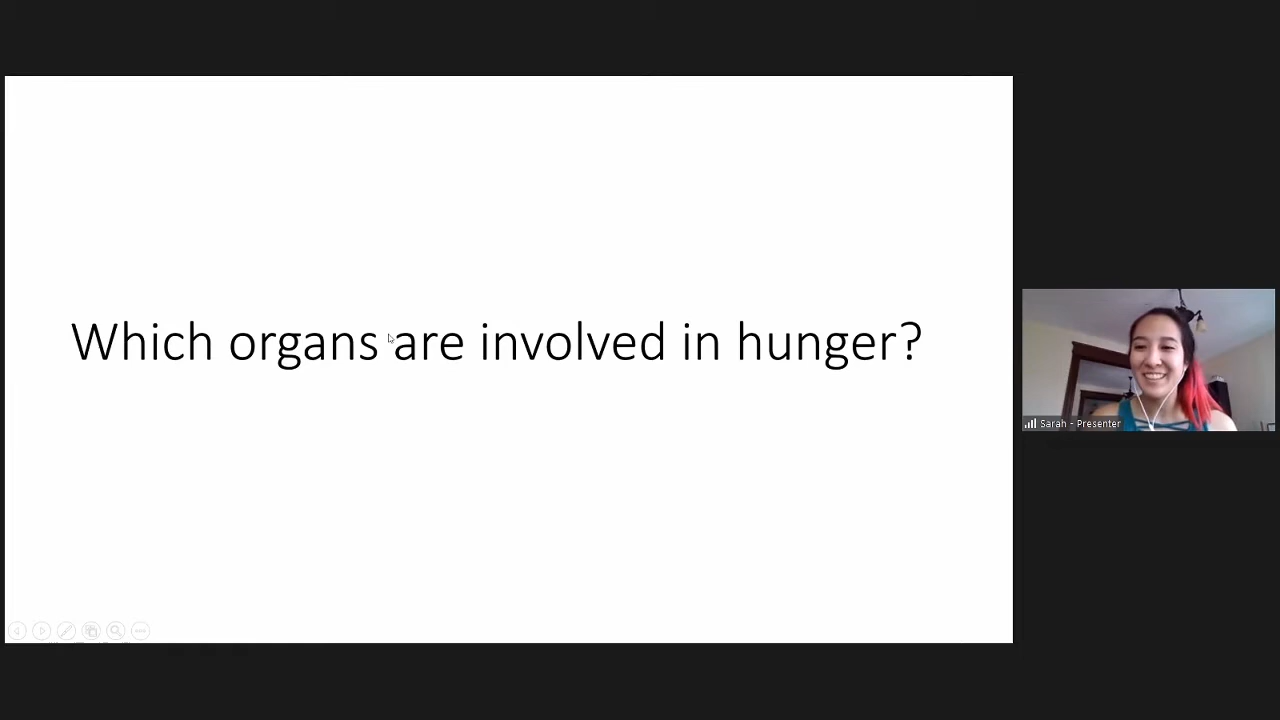 Which organs are involved in hunger?
Sarah - Presenter